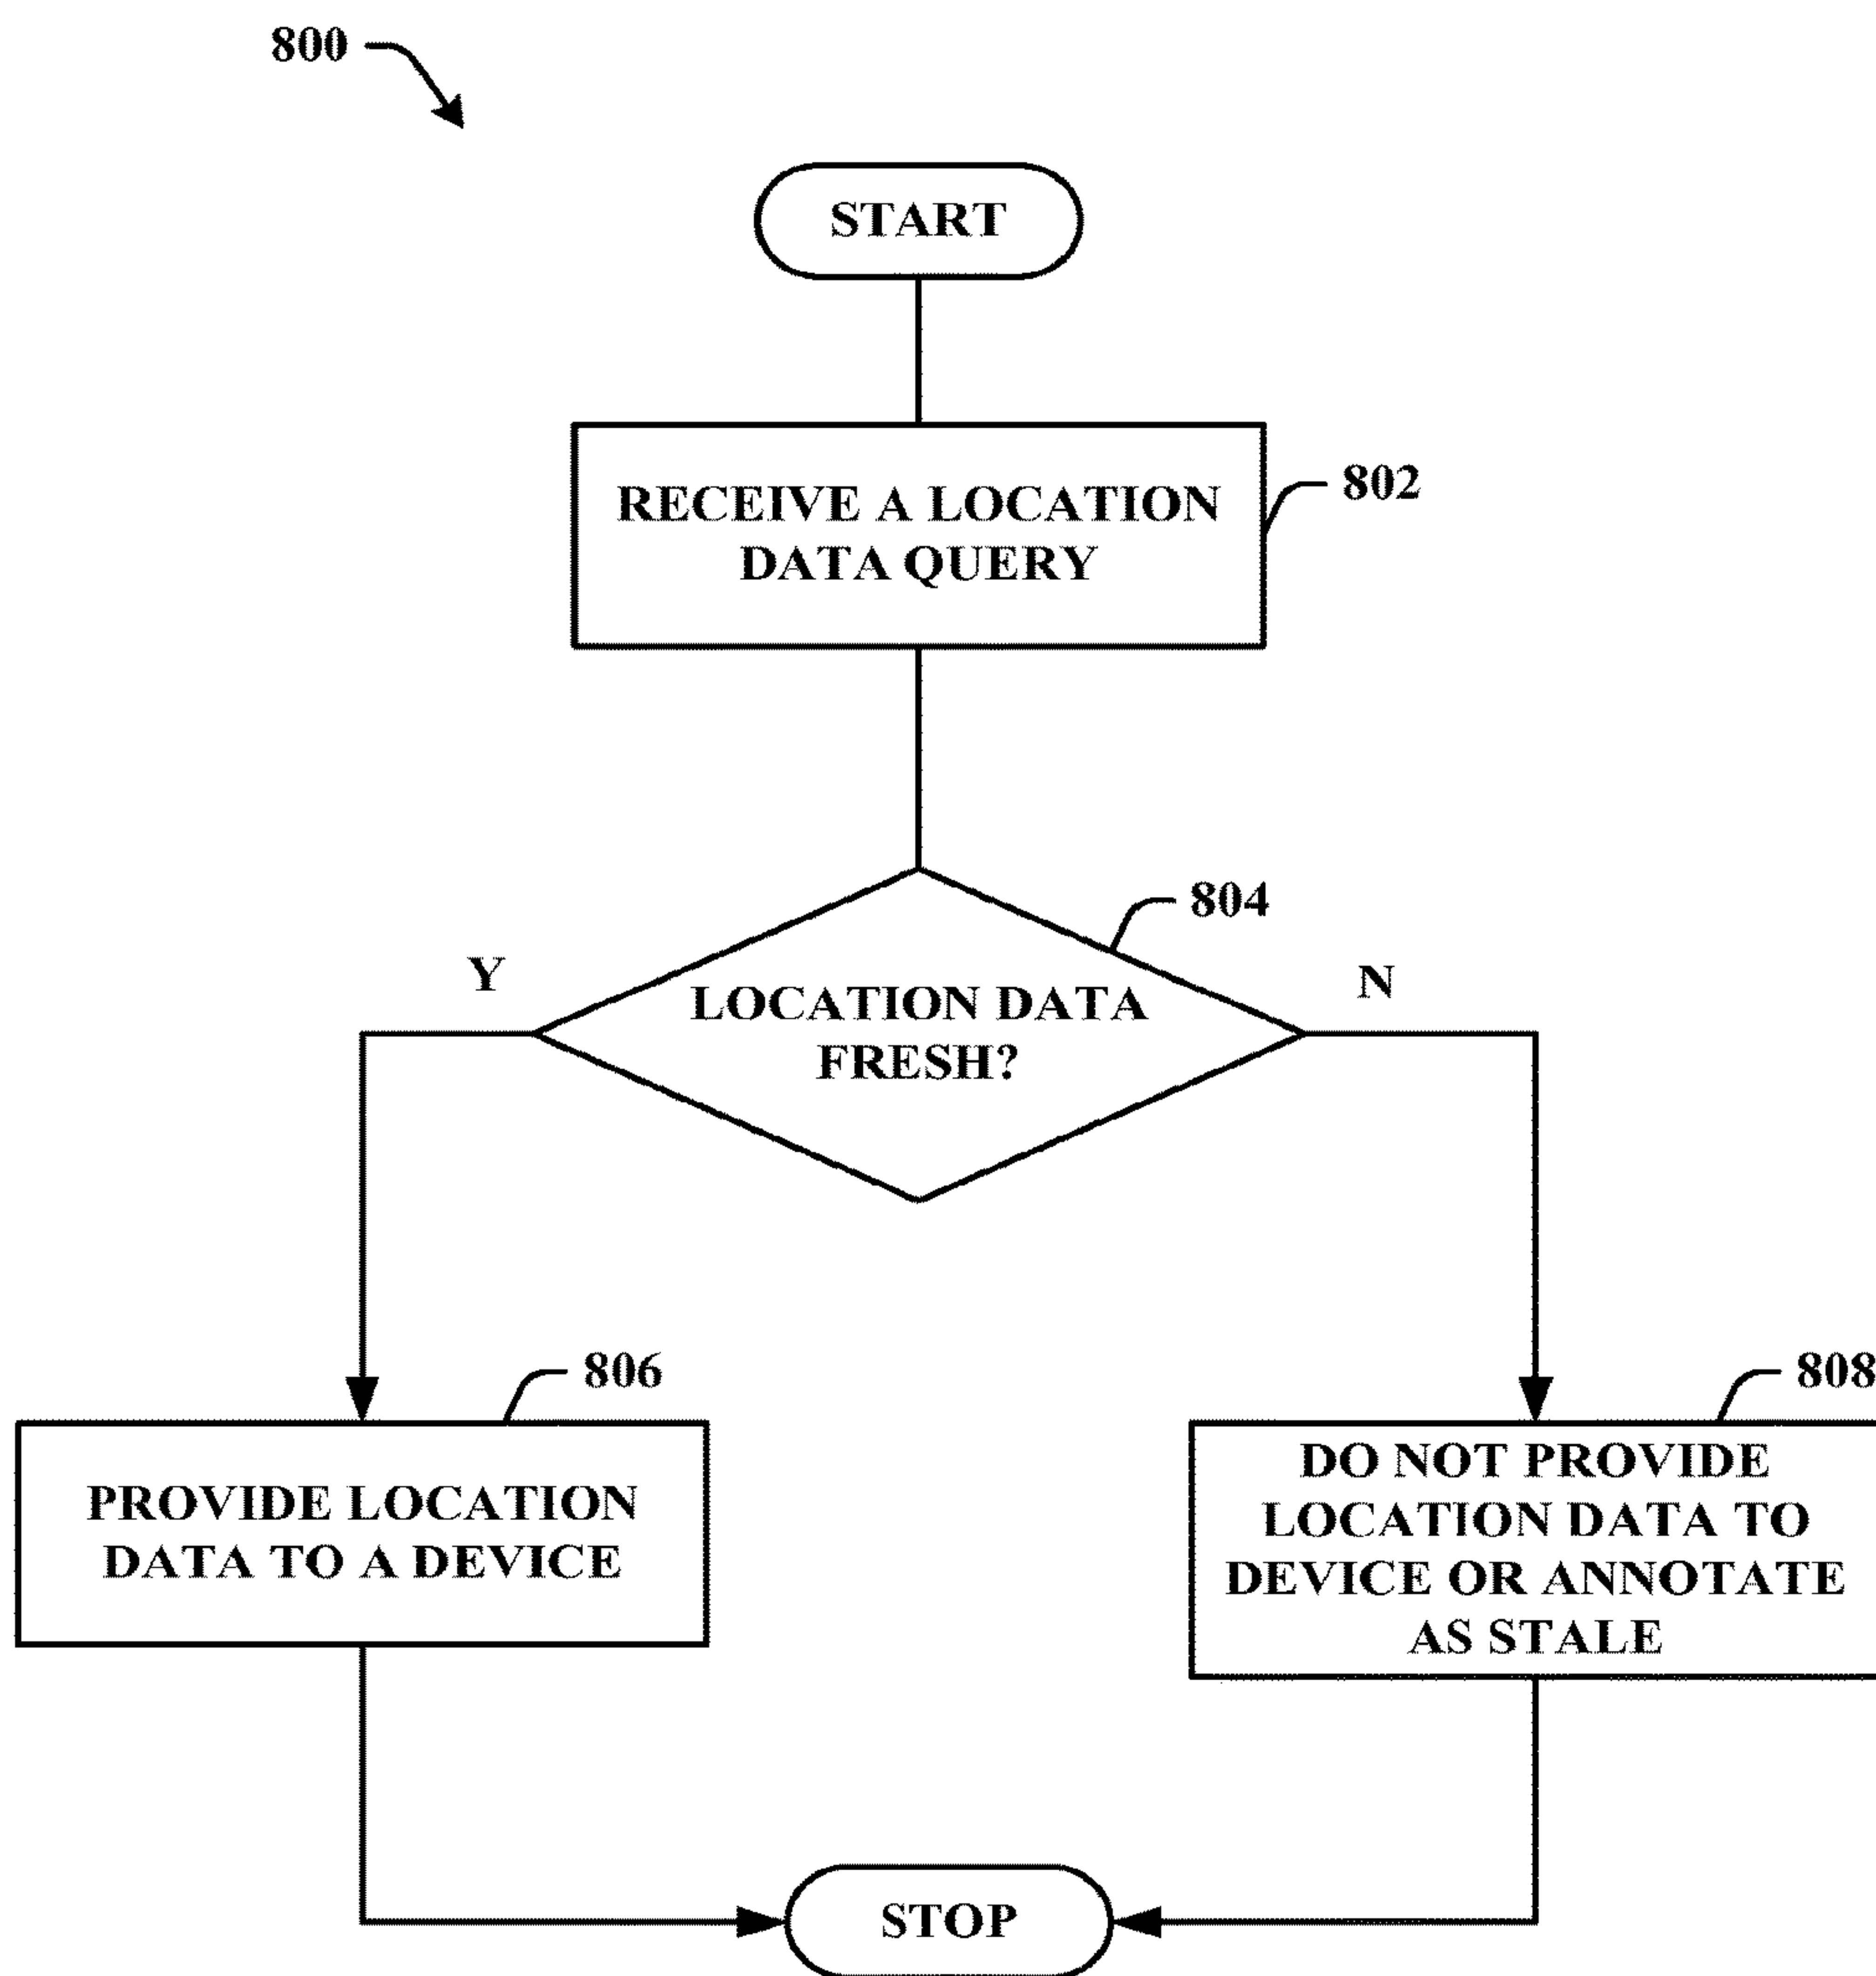 800
START
RECEIVE A LOCATION
DATA QUERY
802
804
Y
N
LOCATION DATA
FRESH?
806
808
PROVIDE LOCATION
DATA TO A DEVICE
DO NOT PROVIDE
LOCATION DATA TO
DEVICE OR ANNOTATE
AS STALE
STOP